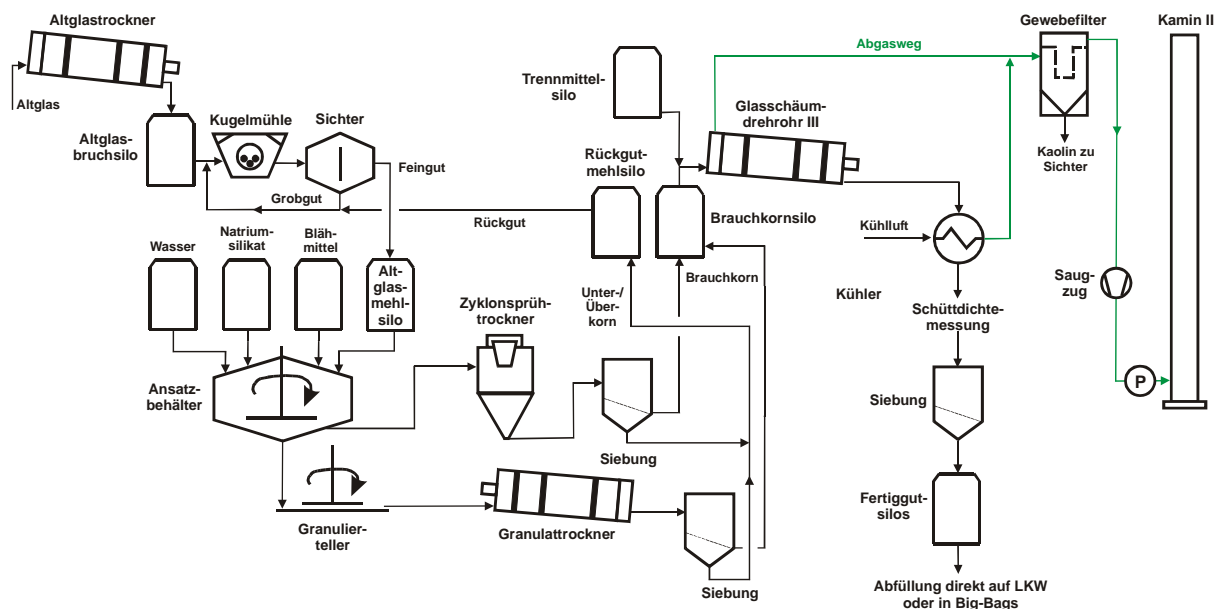 Altglastrockner
Altglas
Altglas-
bruchsilo
Kugelmühle
Sichter
Feingut
Grobgut
Rückgut
Rückgut-
mehlsilo
Trennmittel-
silo
Abgasweg
Glasschäum-
drehrohr III
Gewebefilter
Kamin II
Kaolin zu
Sichter
Brauchkornsilo
Brauchkorn
Kühlluft
Kühler
Saug-
zug
P
Wasser
Natrium-
silikat
Bläh-
mittel
Alt-
glas-
mehl-
silo
Zyklonsprüh-
trockner
Unter-/
Über-
korn
Schüttdichte-
messung
Ansatz-
behälter
Siebung
Siebung
Granulier-
teller
Granulattrockner
Siebung
Fertiggut-
silos
Abfüllung direkt auf LKW
oder in Big-Bags